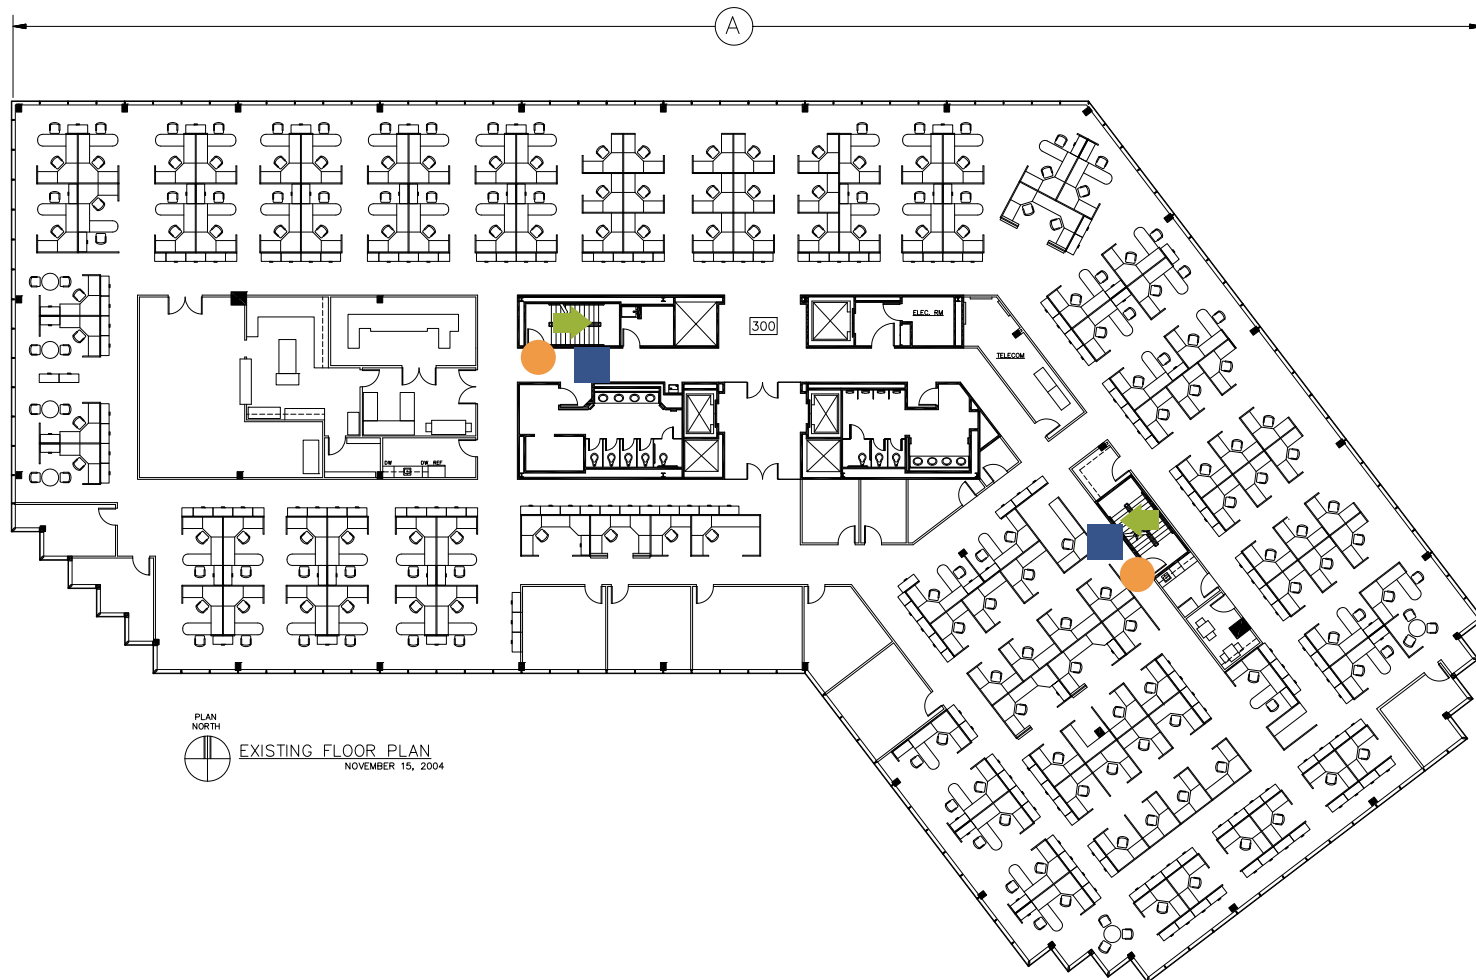 A
300
ELEC. RM
TELECOM
DW
DW REF
PLAN
NORTH
EXISTING FLOOR PLAN
NOVEMBER 15, 2004